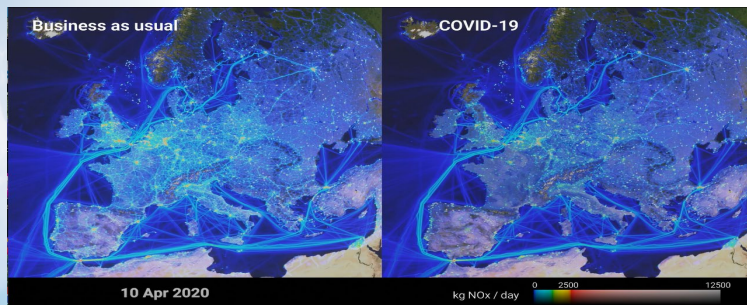 Business as usual
COVID-19
10 Apr 2020
kg NOx / day
0 2500 12500